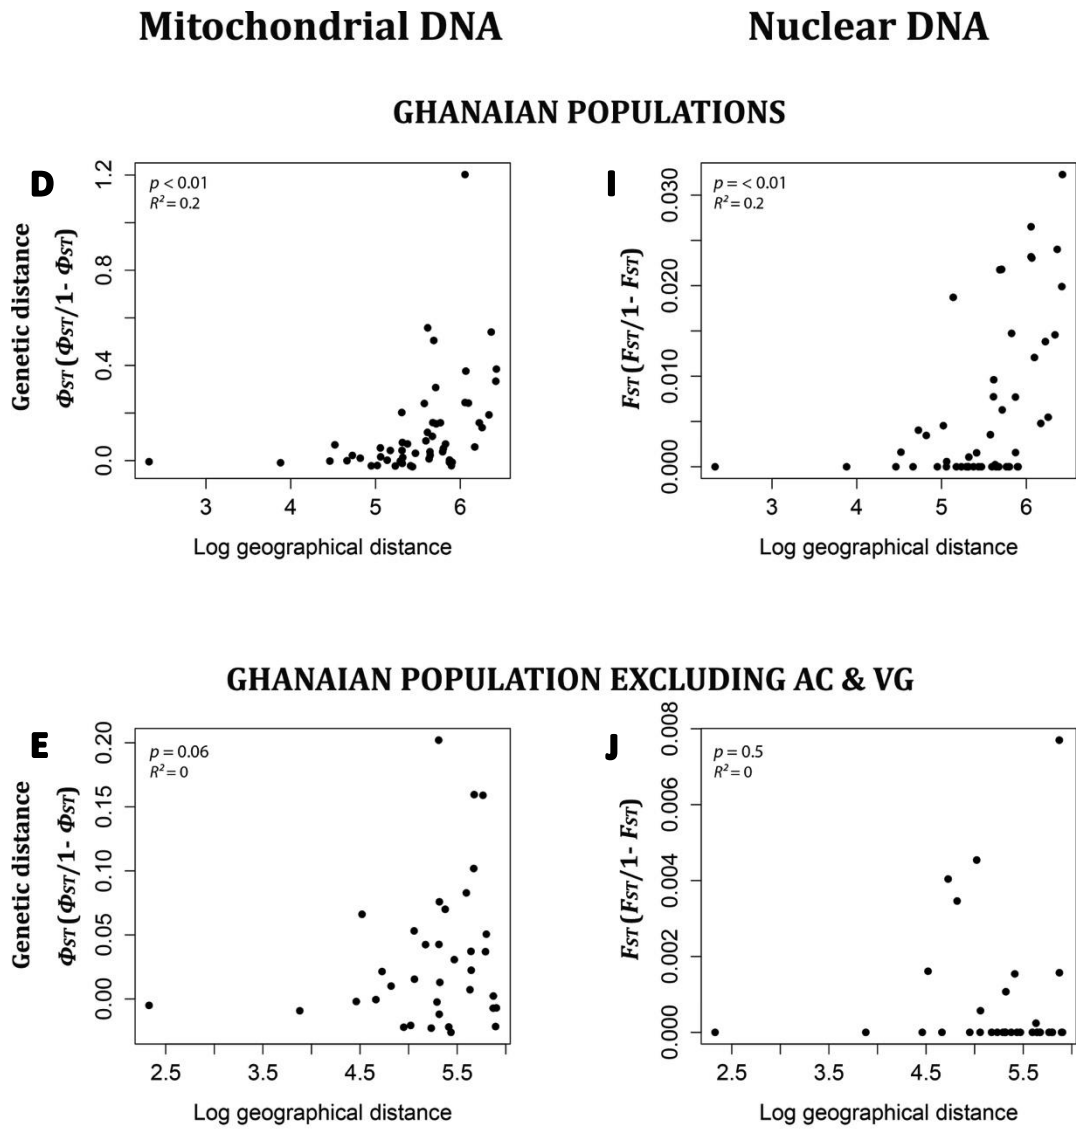 Mitochondrial DNA
Nuclear DNA
GHANAIAN POPULATIONS
D
p < 0.01
R² = 0.2
Genetic distance
ΦST (ΦST/1- ΦST)
0.0
0.4
0.8
1.2
3
4
5
6
Log geographical distance
I
p = < 0.01
R² = 0.2
FST (FST/1- FST)
0.000
0.010
0.020
0.030
3
4
5
6
Log geographical distance
GHANAIAN POPULATION EXCLUDING AC & VG
E
p = 0.06
R² = 0
Genetic distance
ΦST (ΦST/1- ΦST)
0.00
0.05
0.10
0.15
0.20
2.5
3.5
4.5
5.5
Log geographical distance
J
p = 0.5
R² = 0
FST (FST/1- FST)
0.000
0.002
0.004
0.006
0.008
2.5
3.5
4.5
5.5
Log geographical distance